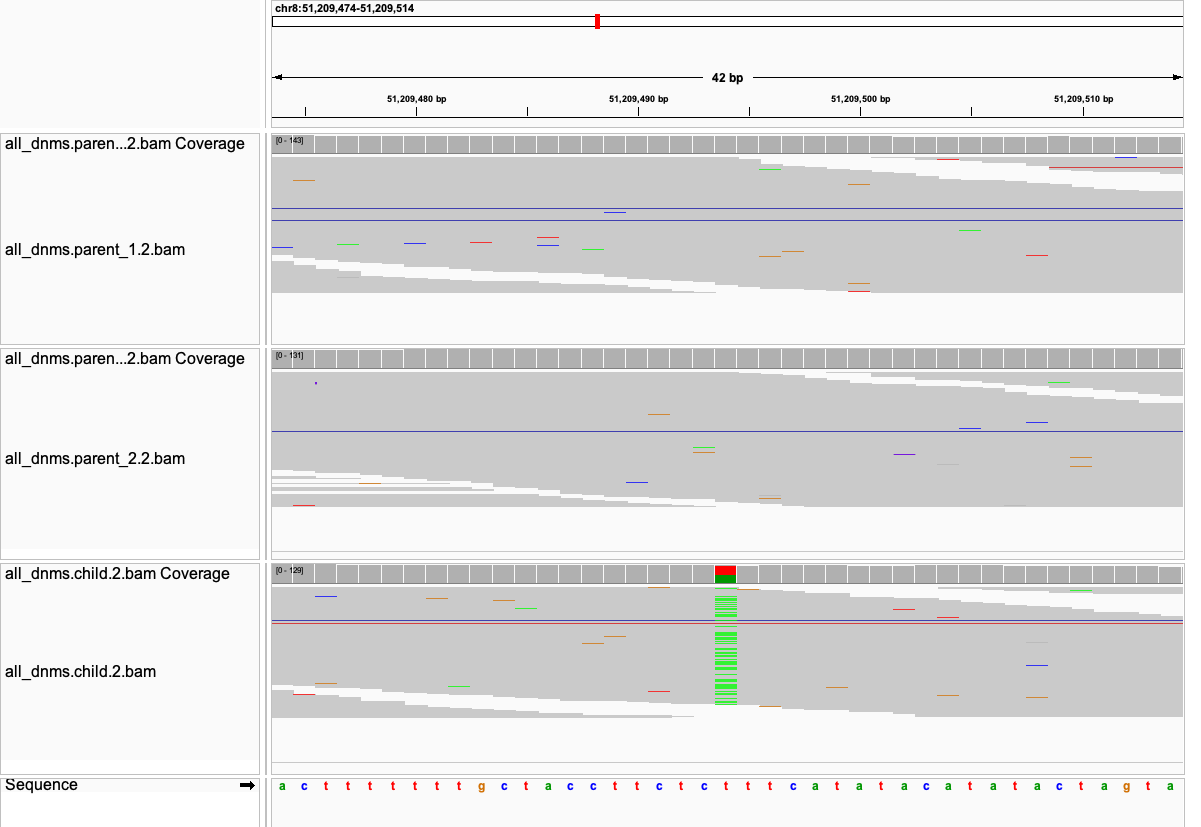 chr8:51,209,474-51,209,514
42 bp
51,209,480 bp 51,209,490 bp 51,209,500 bp 51,209,510 bp
all_dnms.paren...2.bam Coverage
[0 - 143]
all_dnms.parent_1.2.bam
all_dnms.paren...2.bam Coverage
[0 - 131]
all_dnms.parent_2.2.bam
all_dnms.child.2.bam Coverage
[0 - 129]
all_dnms.child.2.bam
Sequence a c t t t t t t t g c t a c c t t c t c t t t c a t a t a c a t a t a c t a g t a